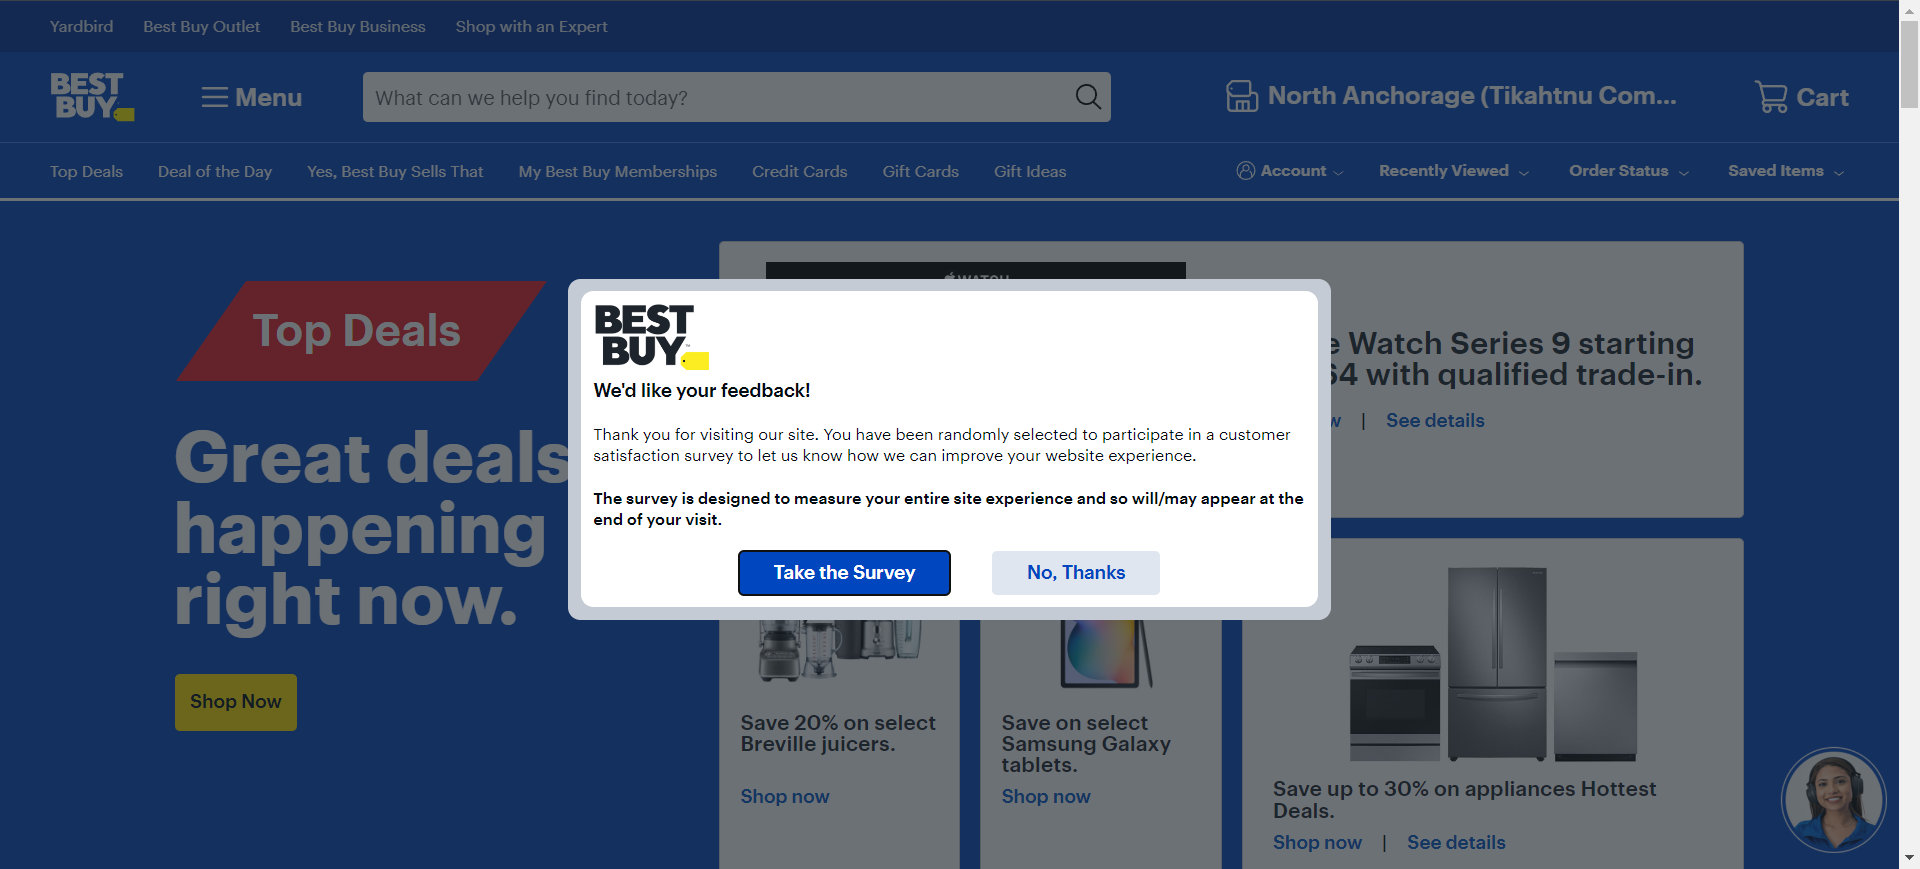 Yardbird Best Buy Outlet Best Buy Business Shop with an Expert
BEST
BUY
Menu
What can we help you find today?
North Anchorage (Tikahtnu Com...
Cart
Top Deals Deal of the Day Yes, Best Buy Sells That My Best Buy Memberships Credit Cards Gift Cards Gift Ideas
Account Recently Viewed Order Status Saved Items
Top Deals
Great deals
happening
right now.
Shop Now
WATCH
e Watch Series 9 starting
64 with qualified trade-in.
w | See details
BEST
BUY™
We'd like your feedback!
Thank you for visiting our site. You have been randomly selected to participate in a customer
satisfaction survey to let us know how we can improve your website experience.
The survey is designed to measure your entire site experience and so will/may appear at the
end of your visit.
Take the Survey No, Thanks
Save 20% on select
Breville juicers.
Shop now
Save on select
Samsung Galaxy
tablets.
Shop now
Save up to 30% on appliances Hottest
Deals.
Shop now | See details